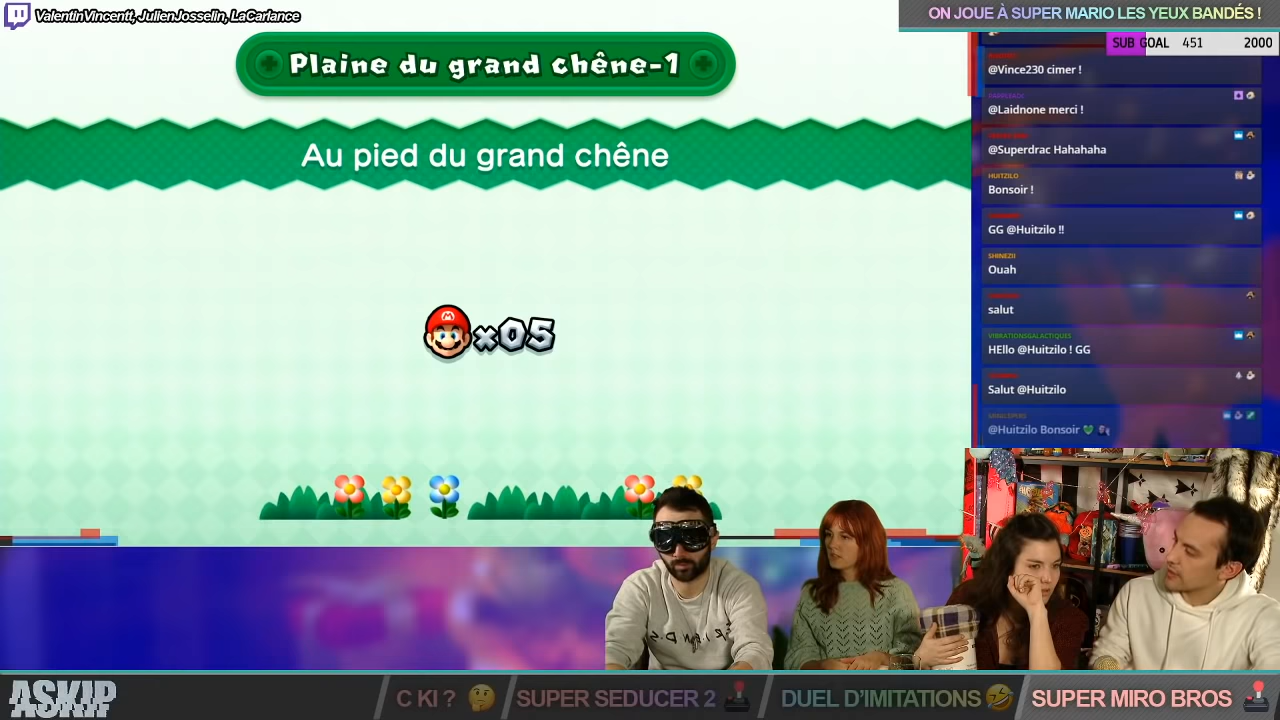 ValentinVincentt, JulienJosselin, LaCarlance
ON JOUE À SUPER MARIO LES YEUX BANDÉS !
SUB GOAL 451 2000
Plaine du grand chêne-1
Au pied du grand chêne
×05
@Vince230 cimer !
@Laidnone merci !
@Superdrac Hahahaha
HUITZILO
Bonsoir !
GG @Huitzilo !!
SHINEZII
Ouah
salut
VIBRATIONSGALACTIQUES
HEllo @Huitzilo ! GG
Salut @Huitzilo
@Huitzilo Bonsoir
ASKIP
C KI ?
SUPER SEDUCER 2
DUEL D'IMITATIONS
SUPER MIRO BROS